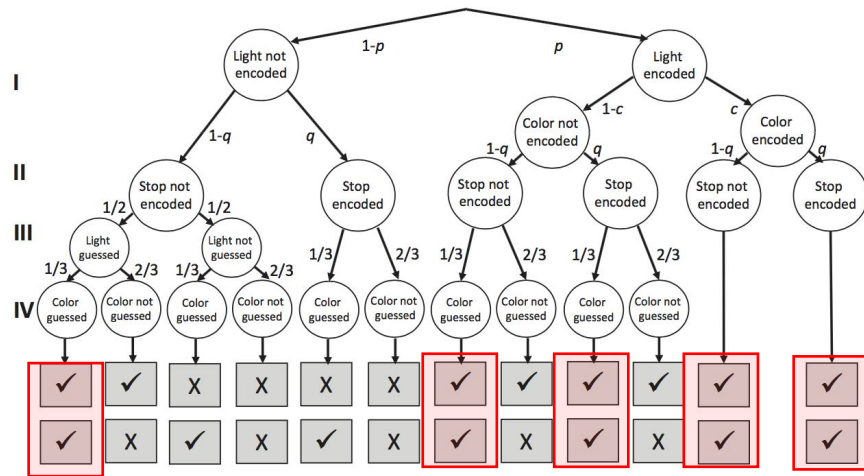 1-p
p
Light not
encoded
Light
encoded
I
1-c
c
Color not
encoded
Color
encoded
1-q
q
1-q
q
1-q
q
II
Stop not
encoded
Stop
encoded
Stop not
encoded
Stop
encoded
Stop not
encoded
Stop
encoded
1/2
1/2
III
Light
guessed
Light not
guessed
1/3
2/3
1/3
2/3
1/3
2/3
1/3
2/3
1/3
2/3
IV
Color
guessed
Color not
guessed
Color
guessed
Color not
guessed
Color
guessed
Color not
guessed
Color
guessed
Color not
guessed
Color
guessed
Color not
guessed
✓ ✓ X X X X ✓ ✓ ✓ ✓ ✓ ✓
✓ X ✓ X ✓ X ✓ X ✓ X ✓ ✓